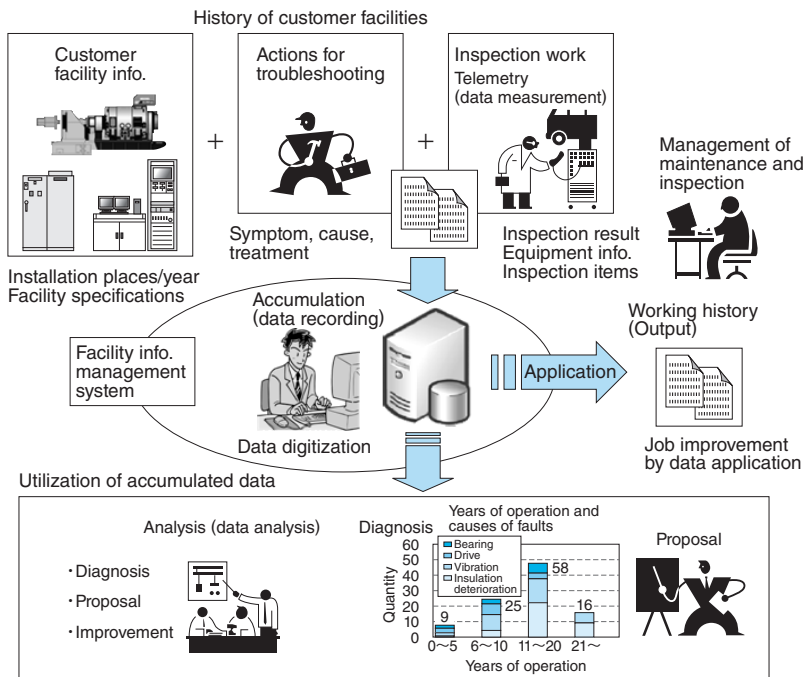 History of customer facilities
Customer
facility info.
+
Actions for
troubleshooting
+
Inspection work
Telemetry
(data measurement)
Management of
maintenance and
inspection
Installation places/year
Facility specifications
Symptom, cause,
treatment
Inspection result
Equipment info.
Inspection items
Facility info.
management
system
Accumulation
(data recording)
Data digitization
Application
Working history
(Output)
Job improvement
by data application
Utilization of accumulated data
Analysis (data analysis)
・Diagnosis
・Proposal
・Improvement
Diagnosis
Years of operation and
causes of faults
Quantity
60
50
40
30
20
10
0
Bearing
Drive
Vibration
Insulation
deterioration
9
25
58
16
0～5
6～10
11～20
21～
Years of operation
Proposal